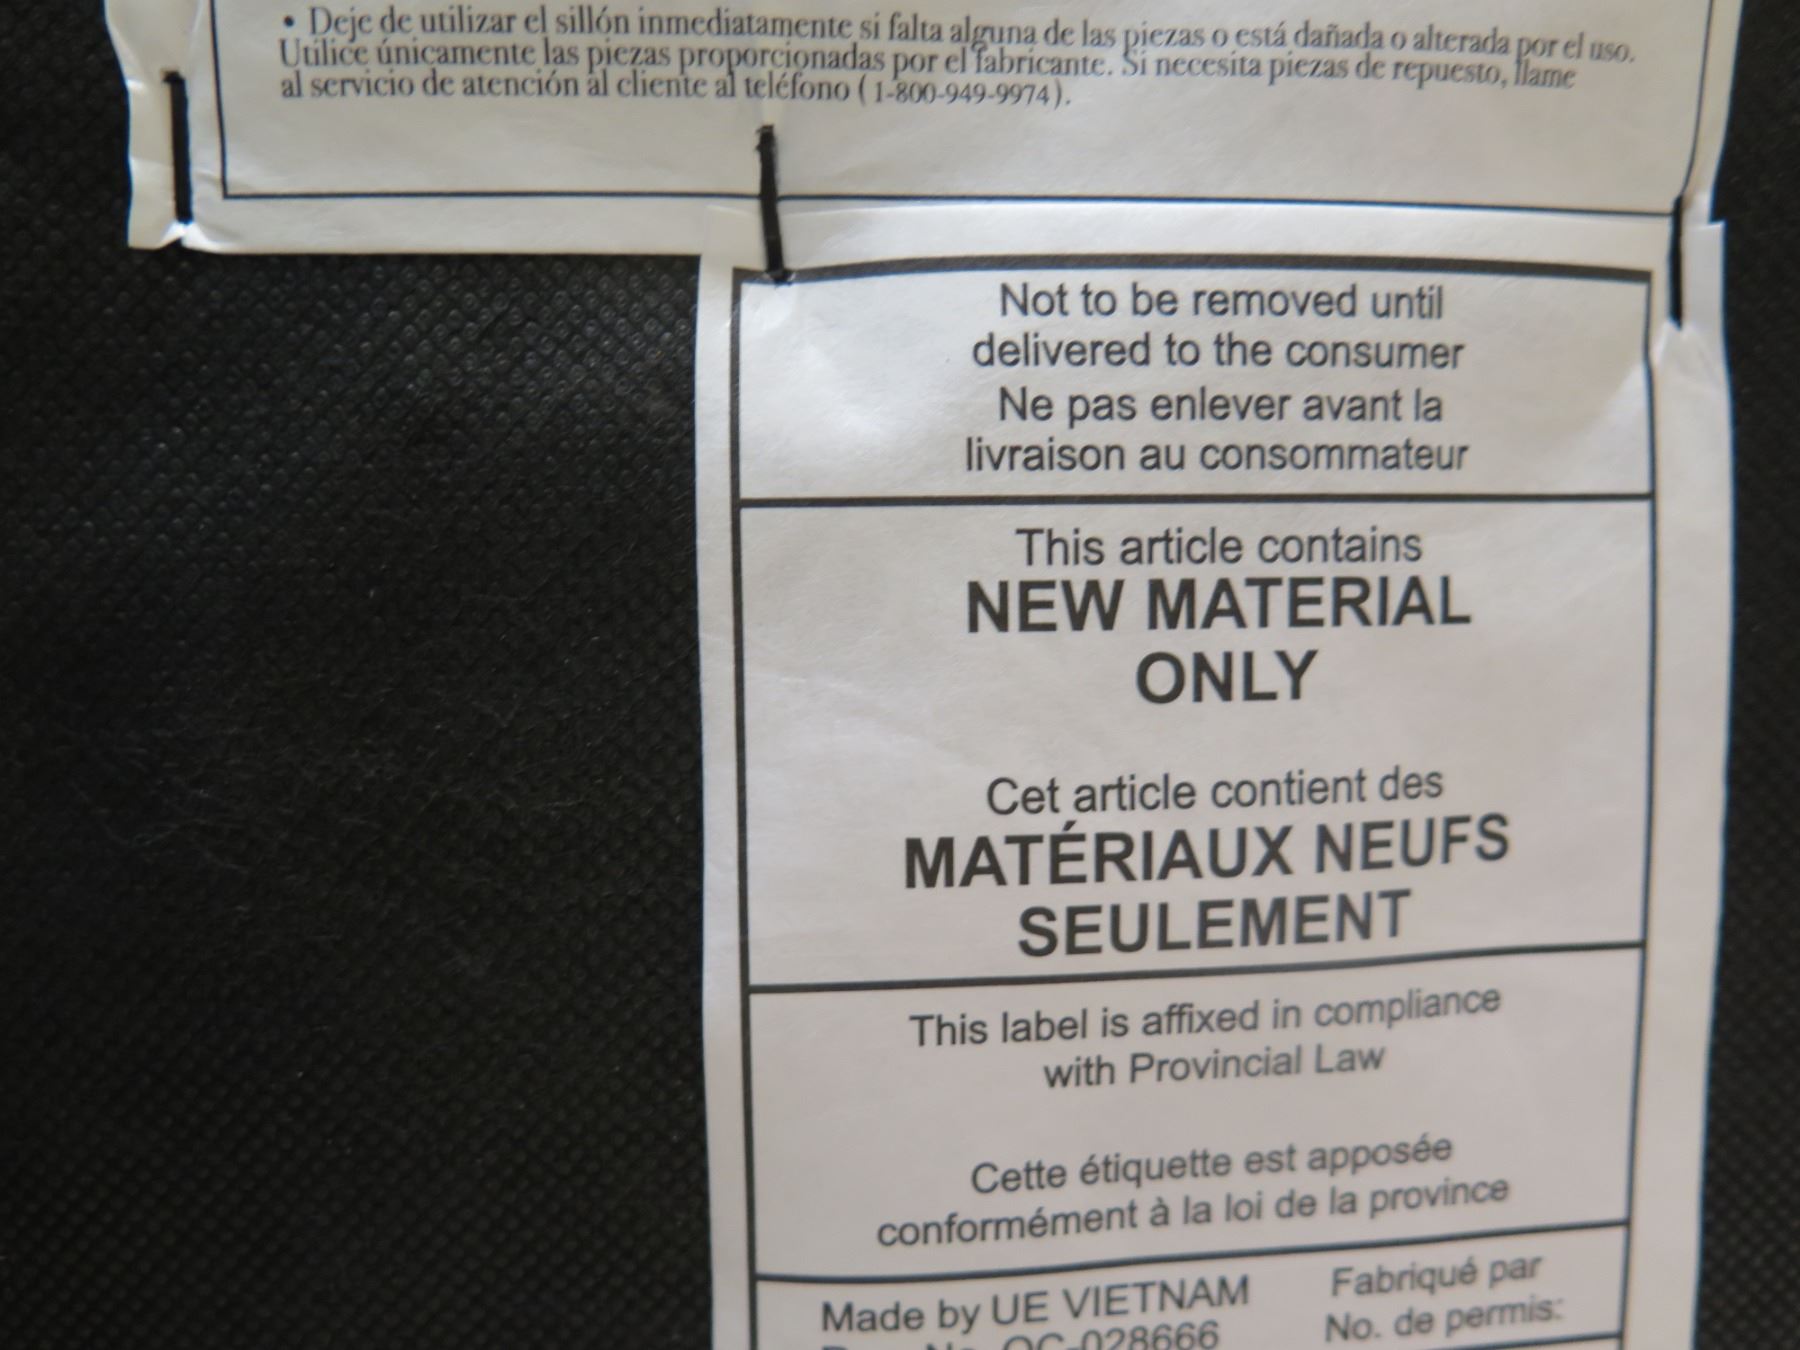 • Deje de utilizar el sillón inmediatamente si falta alguna de las piezas o está dañada o alterada por el uso.
Utilice únicamente las piezas proporcionadas por el fabricante. Si necesita piezas de repuesto, llame
al servicio de atención al cliente al teléfono ( 1-800-949-9974).
Not to be removed until
delivered to the consumer
Ne pas enlever avant la
livraison au consommateur
This article contains
NEW MATERIAL
ONLY
Cet article contient des
MATÉRIAUX NEUFS
SEULEMENT
This label is affixed in compliance
with Provincial Law
Cette étiquette est apposée
conformément à la loi de la province
Made by UE VIETNAM
QC-028666
Fabriqué par
No. de permis: